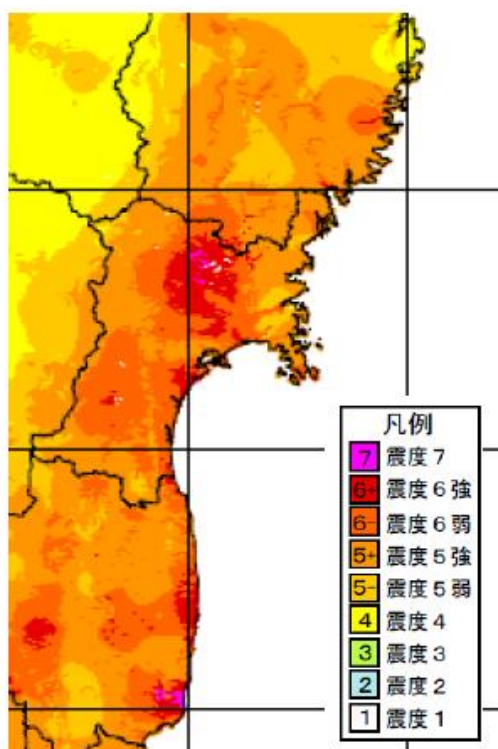 凡例
7 震度7
6+ 震度6強
6- 震度6弱
5+ 震度5強
5- 震度5弱
4 震度4
3 震度3
2 震度2
1 震度1